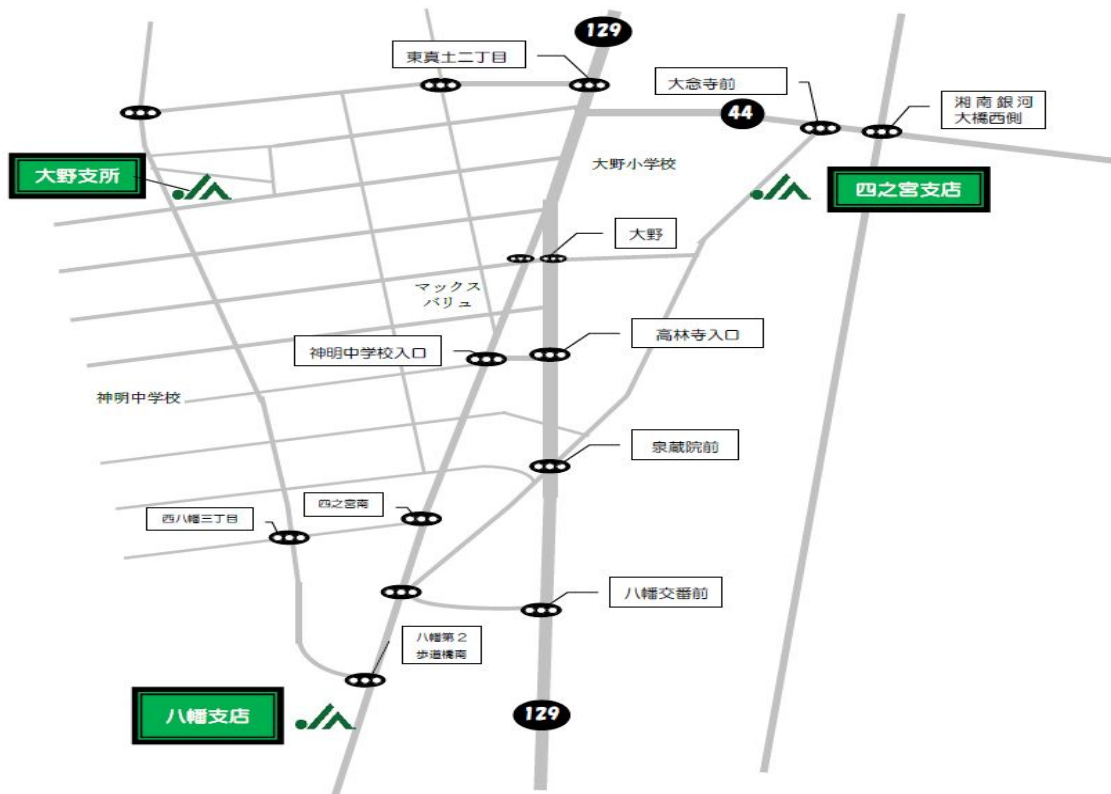 129
東真土二丁目
大念寺前
44
湘南銀河
大橋西側
大野支所
大野小学校
四之宮支店
大野
マックス
バリュ
神明中学校入口
高林寺入口
神明中学校
泉蔵院前
四之宮南
西八幡三丁目
八幡交番前
八幡第2
歩道橋南
八幡支店
129